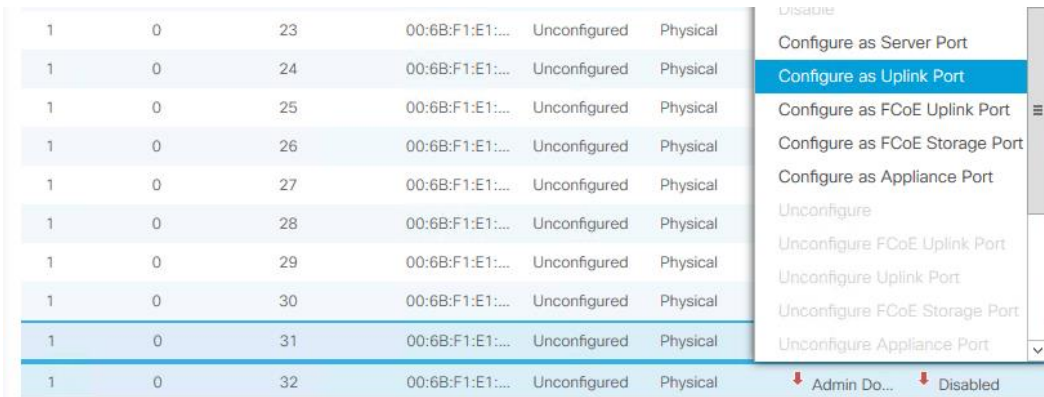 Disable
1 0 23 00:6B:F1:E1:... Unconfigured Physical
Configure as Server Port
1 0 24 00:6B:F1:E1:... Unconfigured Physical
Configure as Uplink Port
1 0 25 00:6B:F1:E1:... Unconfigured Physical
Configure as FCoE Uplink Port
1 0 26 00:6B:F1:E1:... Unconfigured Physical
Configure as FCoE Storage Port
1 0 27 00:6B:F1:E1:... Unconfigured Physical
Configure as Appliance Port
1 0 28 00:6B:F1:E1:... Unconfigured Physical
Unconfigure
1 0 29 00:6B:F1:E1:... Unconfigured Physical
Unconfigure FCoE Uplink Port
Unconfigure Uplink Port
1 0 30 00:6B:F1:E1:... Unconfigured Physical
Unconfigure FCoE Storage Port
1 0 31 00:6B:F1:E1:... Unconfigured Physical
Unconfigure Appliance Port
1 0 32 00:6B:F1:E1:... Unconfigured Physical Admin Do... Disabled